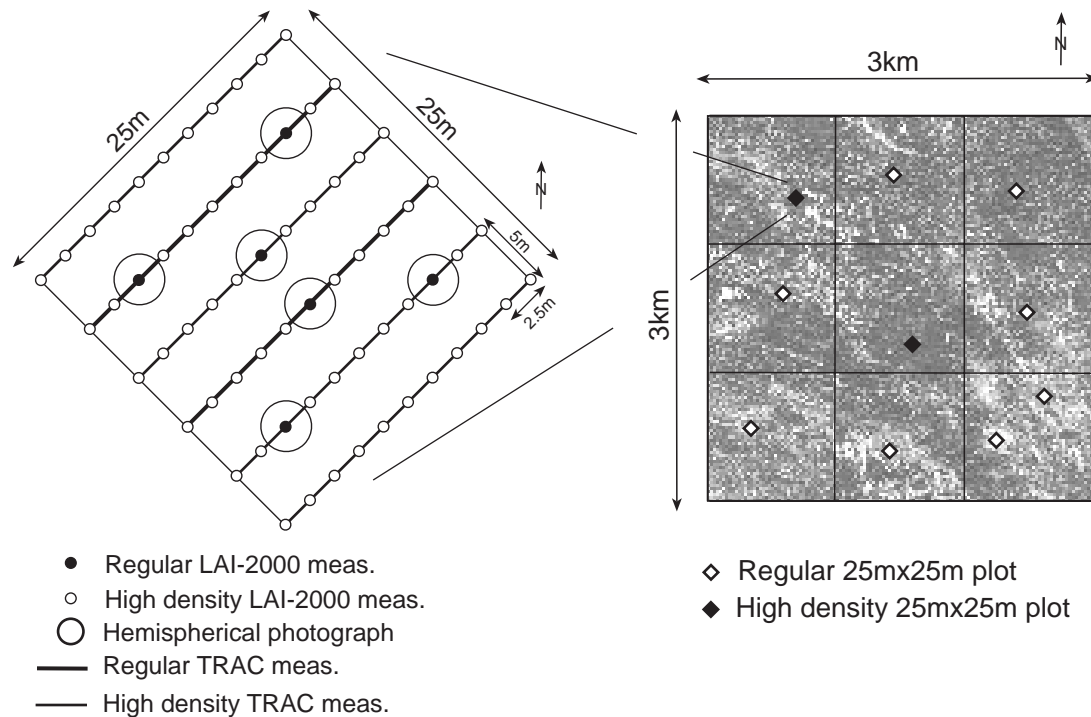 25m
25m
N
5m
2.5m
Regular LAI-2000 meas.
High density LAI-2000 meas.
Hemispherical photograph
Regular TRAC meas.
High density TRAC meas.
N
3km
3km
Regular 25mx25m plot
High density 25mx25m plot